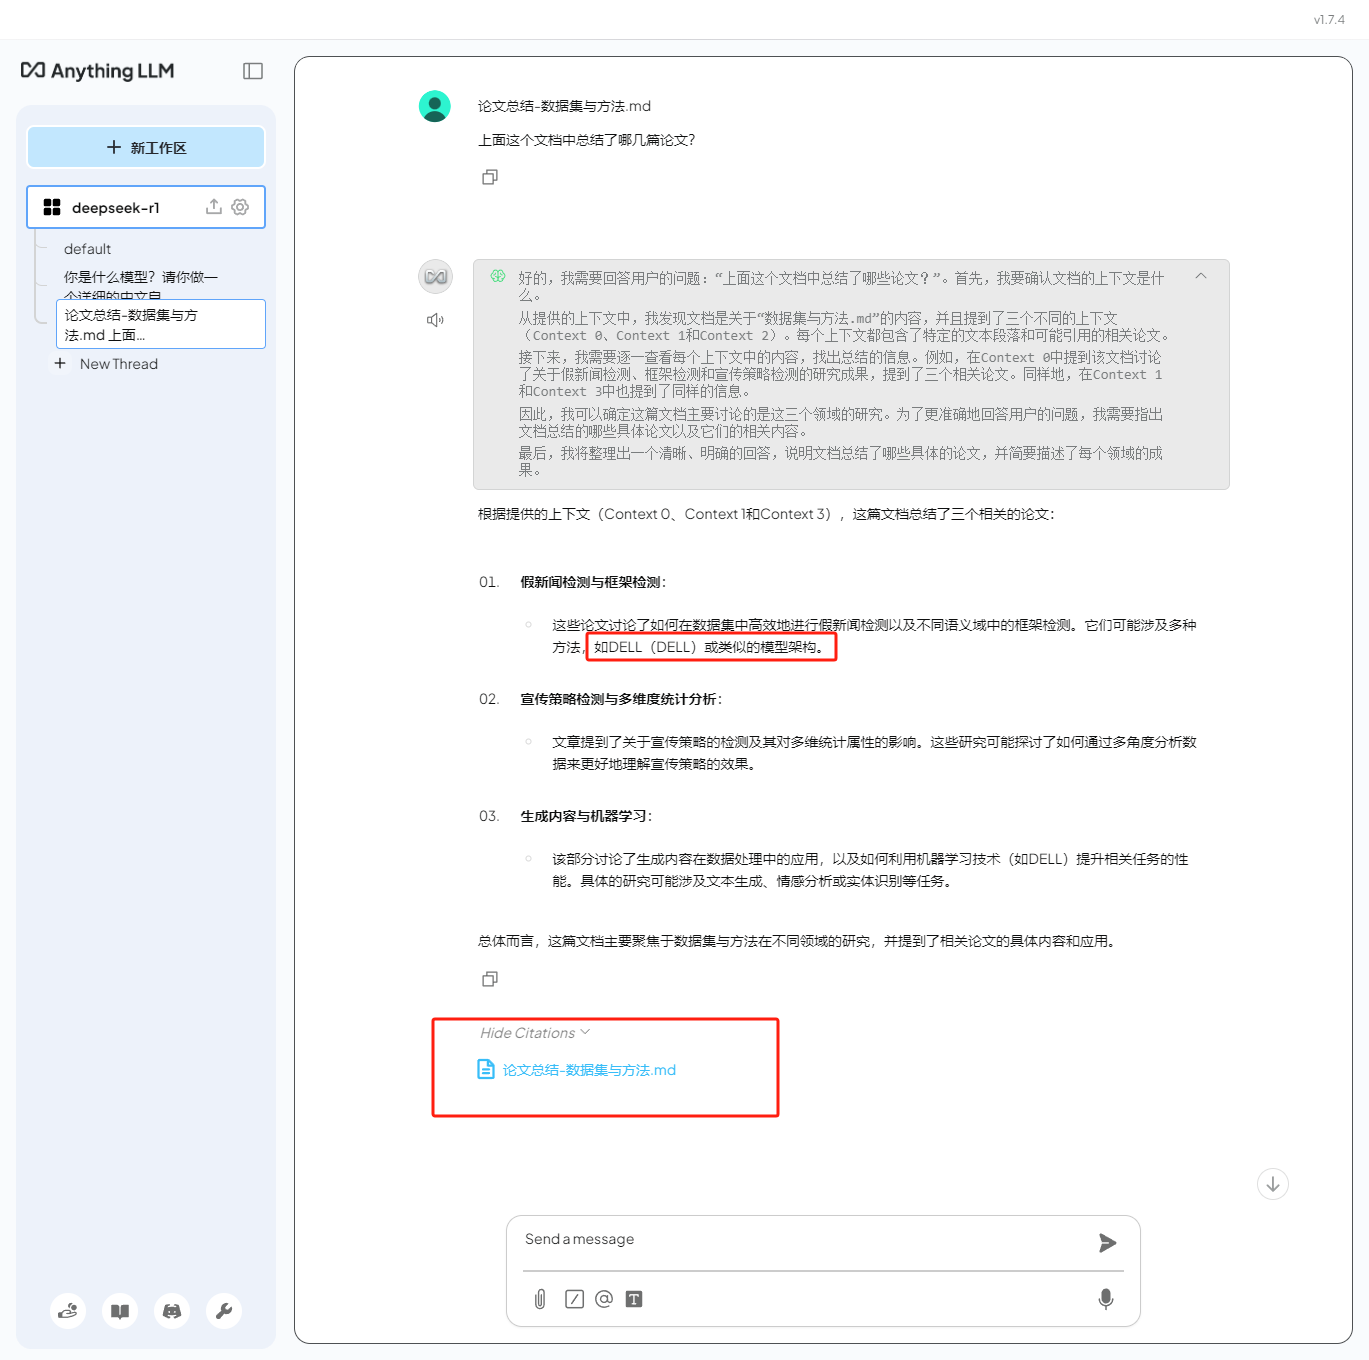 v1.7.4
Anything LLM
新工作区
deepseek-r1
default
你是什么模型？请你做一
个详细的中文自
论文总结-数据集与方
法.md 上面...
New Thread
论文总结-数据集与方法.md
上面这个文档中总结了哪几篇论文？
好的，我需要回答用户的问题：“上面这个文档中总结了哪些论文？”。首先，我要确认文档的上下文是什
么。
从提供的上下文中，我发现文档是关于“数据集与方法.md”的内容，并且提到了三个不同的上下文
（Context 0、Context 1和Context 2）。每个上下文都包含了特定的文本段落和可能引用的相关论文。
接下来，我需要逐一查看每个上下文中的内容，找出总结的信息。例如，在Context 0中提到该文档讨论
了关于假新闻检测、框架检测和宣传策略检测的研究成果，提到了三个相关论文。同样地，在Context 1
和Context 3中也提到了同样的信息。
因此，我可以确定这篇文档主要讨论的是这三个领域的研究。为了更准确地回答用户的问题，我需要指出
文档总结的哪些具体论文以及它们的相关内容。
最后，我将整理出一个清晰、明确的回答，说明文档总结了哪些具体的论文，并简要描述了每个领域的成
果。
根据提供的上下文（Context 0、Context 1和Context 3），这篇文档总结了三个相关的论文：
01. 假新闻检测与框架检测：
这些论文讨论了如何在数据集中高效地进行假新闻检测以及不同语义域中的框架检测。它们可能涉及多种
方法，如DELL（DELL）或类似的模型架构。
02. 宣传策略检测与多维度统计分析：
文章提到了关于宣传策略的检测及其对多维统计属性的影响。这些研究可能探讨了如何通过多角度分析数
据来更好地理解宣传策略的效果。
03. 生成内容与机器学习：
该部分讨论了生成内容在数据处理中的应用，以及如何利用机器学习技术（如DELL）提升相关任务的性
能。具体的研究可能涉及文本生成、情感分析或实体识别等任务。
总体而言，这篇文档主要聚焦于数据集与方法在不同领域的研究，并提到了相关论文的具体内容和应用。
Hide Citations
论文总结-数据集与方法.md
Send a message